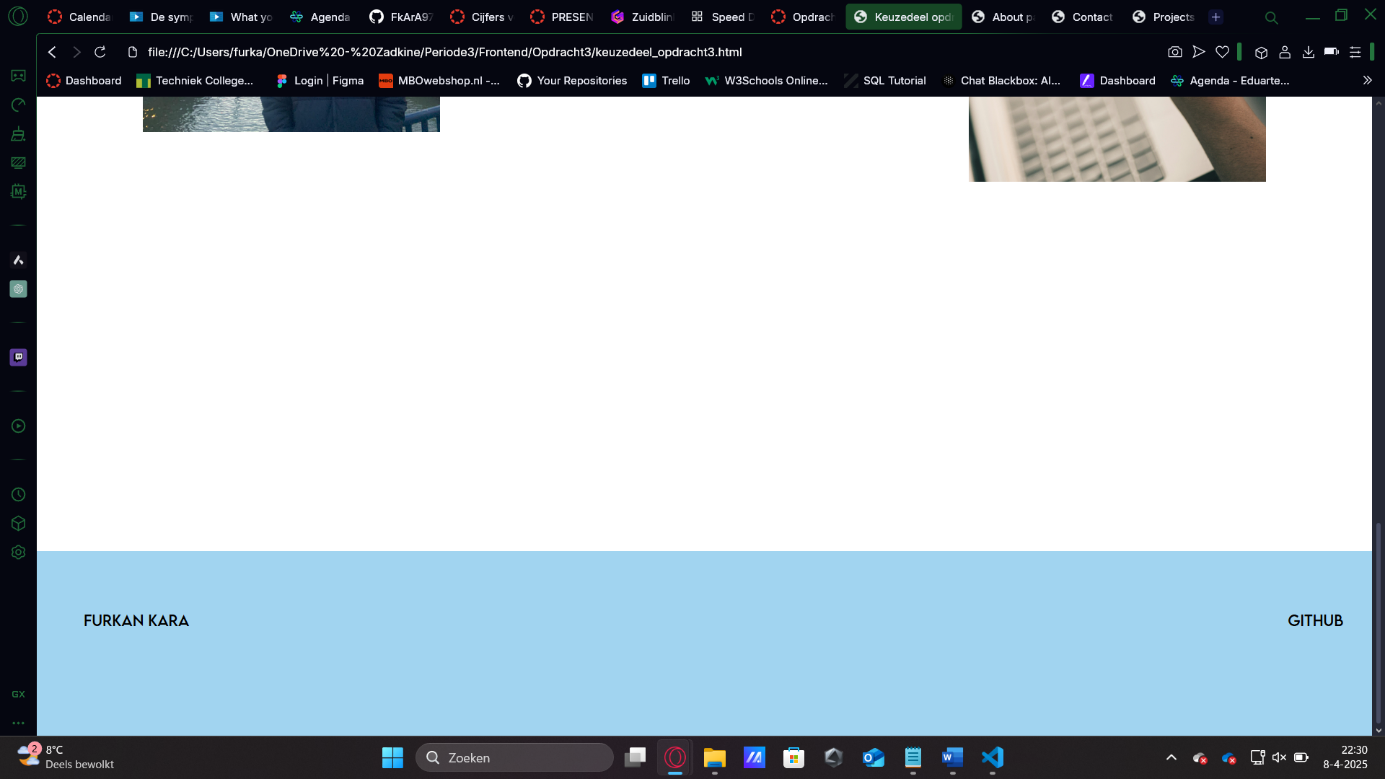 Calenda
De symp
What yo
Agenda
FkArA97
Cijfers v
PRESEN
Zuidblin
Speed D
Opdrach
Keuzedeel opdr
About p
Contact
Projects
file:///C:/Users/furka/OneDrive%20-%20Zadkine/Periode3/Frontend/Opdracht3/keuzedeel_opdracht3.html
Dashboard
Techniek College...
Login | Figma
MBO
MBOwebshop.nl -...
Your Repositories
Trello
W3Schools Online...
SQL Tutorial
Chat Blackbox: AI...
Dashboard
Agenda - Eduarte...
M
FURKAN KARA
GITHUB
GX
2
8°C
Deels bewolkt
Zoeken
22:30
8-4-2025